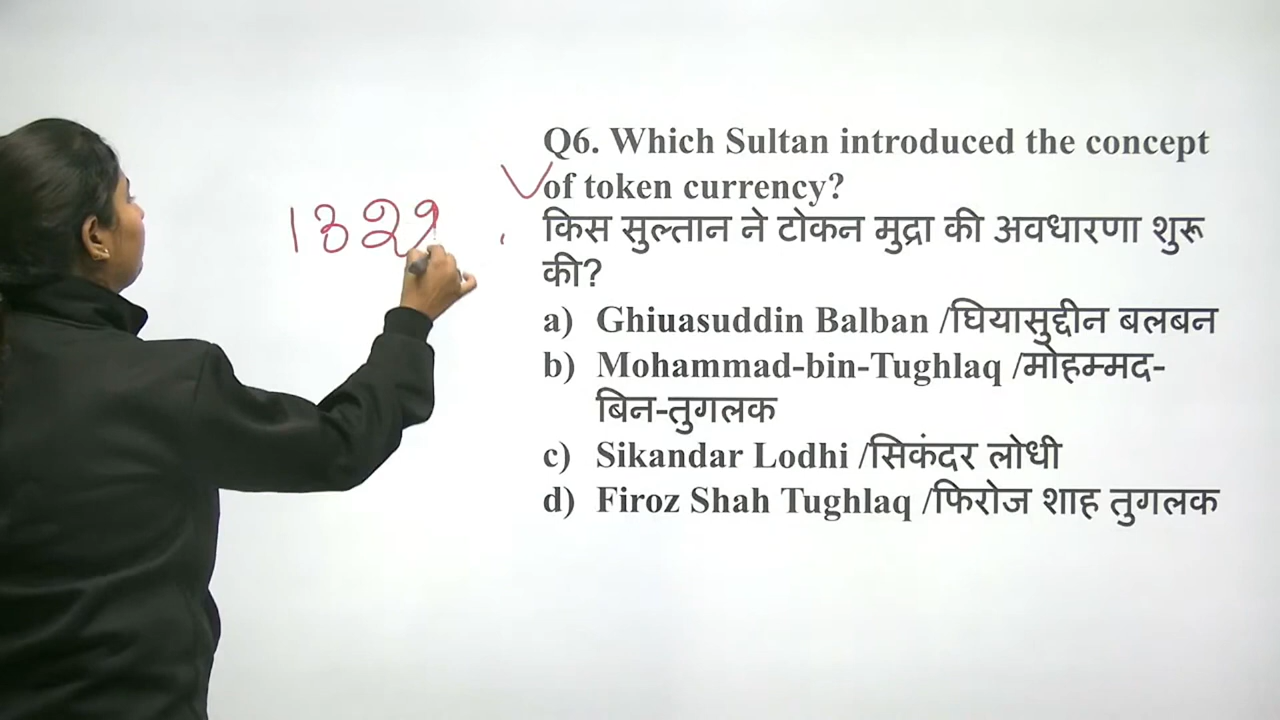 1329
Q6. Which Sultan introduced the concept
of token currency?
किस सुल्तान ने टोकन मुद्रा की अवधारणा शुरू
की?
a) Ghiuasuddin Balban /घियासुद्दीन बलबन
b) Mohammad-bin-Tughlaq /मोहम्मद-
बिन-तुगलक
c) Sikandar Lodhi /सिकंदर लोधी
d) Firoz Shah Tughlaq /फिरोज शाह तुगलक